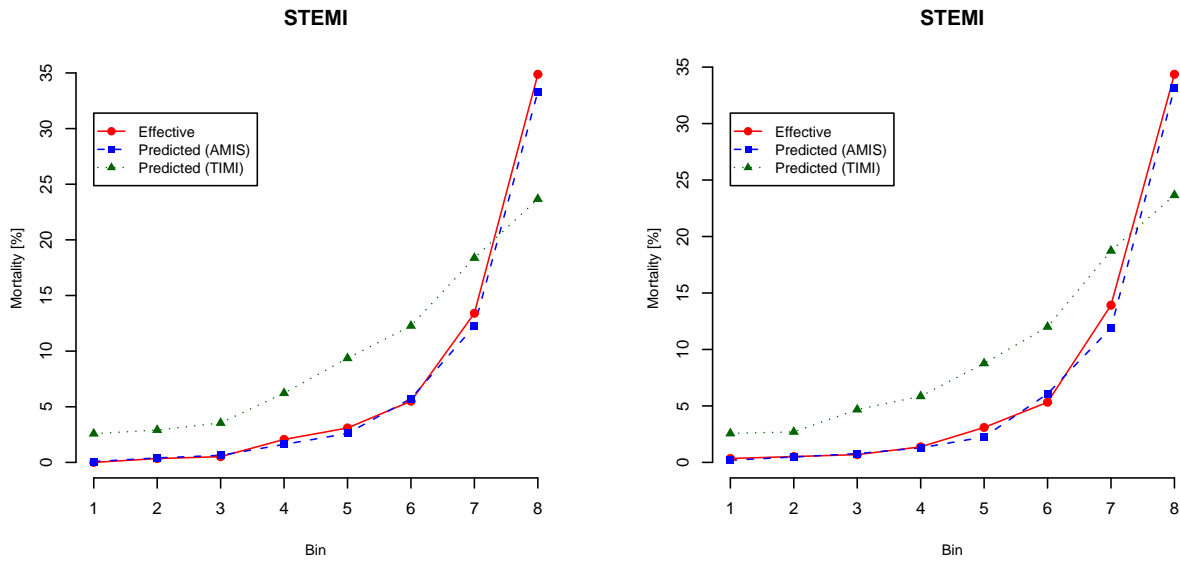 STEMI
35
30
25
20
15
10
5
0
Mortality [%]
Effective
Predicted (AMIS)
Predicted (TIMI)
1 2 3 4 5 6 7 8
Bin
STEMI
35
30
25
20
15
10
5
0
Mortality [%]
Effective
Predicted (AMIS)
Predicted (TIMI)
1 2 3 4 5 6 7 8
Bin